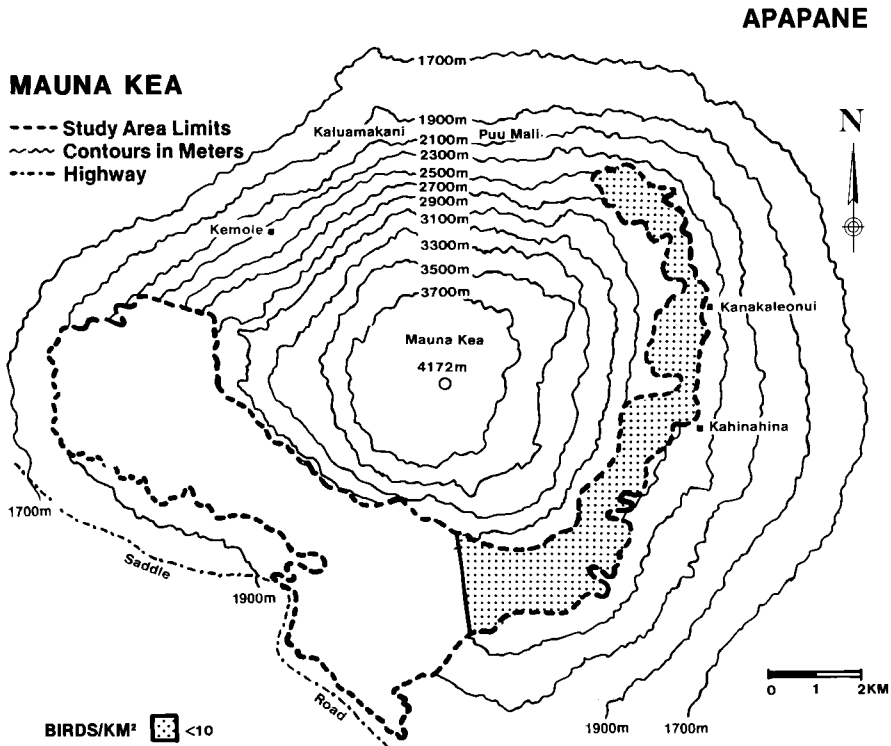 APAPANE
MAUNA KEA
Study Area Limits
Contours in Meters
Highway
1700m
1900m
2100m
2300m
2500m
2700m
2900m
3100m
3300m
3500m
3700m
Kaluamakani
Puu Mali
N
Kemole
Kanakaleonui
Mauna Kea
4172m
Kahinahina
1700m
Saddle
1900m
Road
0 1 2KM
1900m 1700m
BIRDS/KM² <10